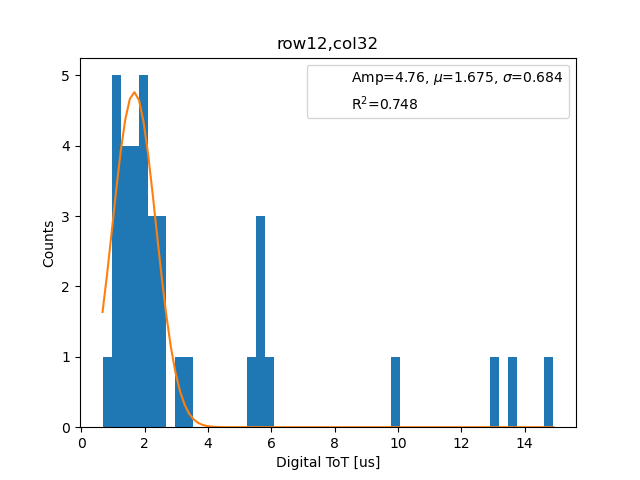 row12,col32
Amp=4.76, μ=1.675, σ=0.684
R²=0.748
5
4
3
2
1
0
Counts
0 2 4 6 8 10 12 14
Digital ToT [us]